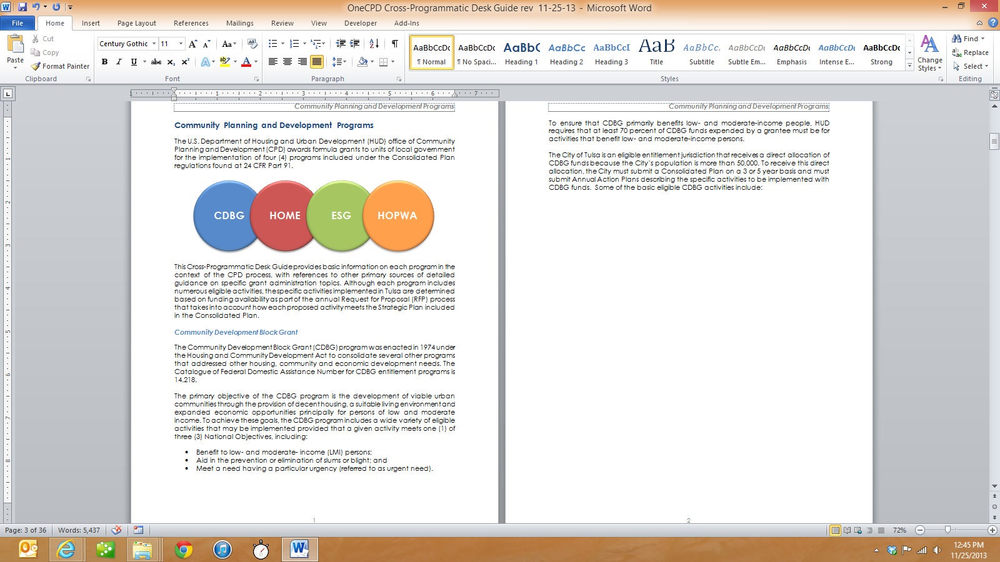 OneCPD Cross-Programmatic Desk Guide rev 11-25-13 - Microsoft Word
File Home Insert Page Layout References Mailings Review View Developer Add-Ins
Paste
Cut
Copy
Format Painter
Clipboard
Century Gothic 11
Font
Paragraph
AaBbCcDc AaBbCcDc AaBbC AaBbCc AaBbCcI AaB AaBbCc. AaBbCcDc AaBbCcDc AaBbCcDc AaBbCcDc
¶ Normal ¶ No Spaci... Heading 1 Heading 2 Heading 3 Title Subtitle Subtle Em... Emphasis Intense E... Strong
Change Styles
Styles
Find
Replace
Select
Editing
1 2 3 4 5 6 7
Community Planning and Development Programs
Community Planning and Development Programs
The U.S. Department of Housing and Urban Development (HUD) office of Community
Planning and Development (CPD) awards formula grants to units of local government
for the implementation of four (4) programs included under the Consolidated Plan
regulations found at 24 CFR Part 91.
CDBG HOME ESG HOPWA
This Cross-Programmatic Desk Guide provides basic information on each program in the
context of the CPD process, with references to other primary sources of detailed
guidance on specific grant administration topics. Although each program includes
numerous eligible activities, the specific activities implemented in Tulsa are determined
based on funding availability as part of the annual Request for Proposal (RFP) process
that takes into account how each proposed activity meets the Strategic Plan included
in the Consolidated Plan.
Community Development Block Grant
The Community Development Block Grant (CDBG) program was enacted in 1974 under
the Housing and Community Development Act to consolidate several other programs
that addressed other housing, community and economic development needs. The
Catalogue of Federal Domestic Assistance Number for CDBG entitlement programs is
14.218.
The primary objective of the CDBG program is the development of viable urban
communities through the provision of decent housing, a suitable living environment and
expanded economic opportunities principally for persons of low and moderate
income. To achieve these goals, the CDBG program includes a wide variety of eligible
activities that may be implemented provided that a given activity meets one (1) of
three (3) National Objectives, including:
• Benefit to low- and moderate- income (LMI) persons;
• Aid in the prevention or elimination of slums or blight; and
• Meet a need having a particular urgency (referred to as urgent need).
1
Community Planning and Development Programs
To ensure that CDBG primarily benefits low- and moderate-income people, HUD
requires that at least 70 percent of CDBG funds expended by a grantee must be for
activities that benefit low- and moderate-income persons.
The City of Tulsa is an eligible entitlement jurisdiction that receives a direct allocation of
CDBG funds because the City's population is more than 50,000. To receive this direct
allocation, the City must submit a Consolidated Plan on a 3 or 5 year basis and must
submit Annual Action Plans describing the specific activities to be implemented with
CDBG funds. Some of the basic eligible CDBG activities include:
2
Page: 3 of 36 Words: 5,437 72%
12:45 PM
11/25/2013